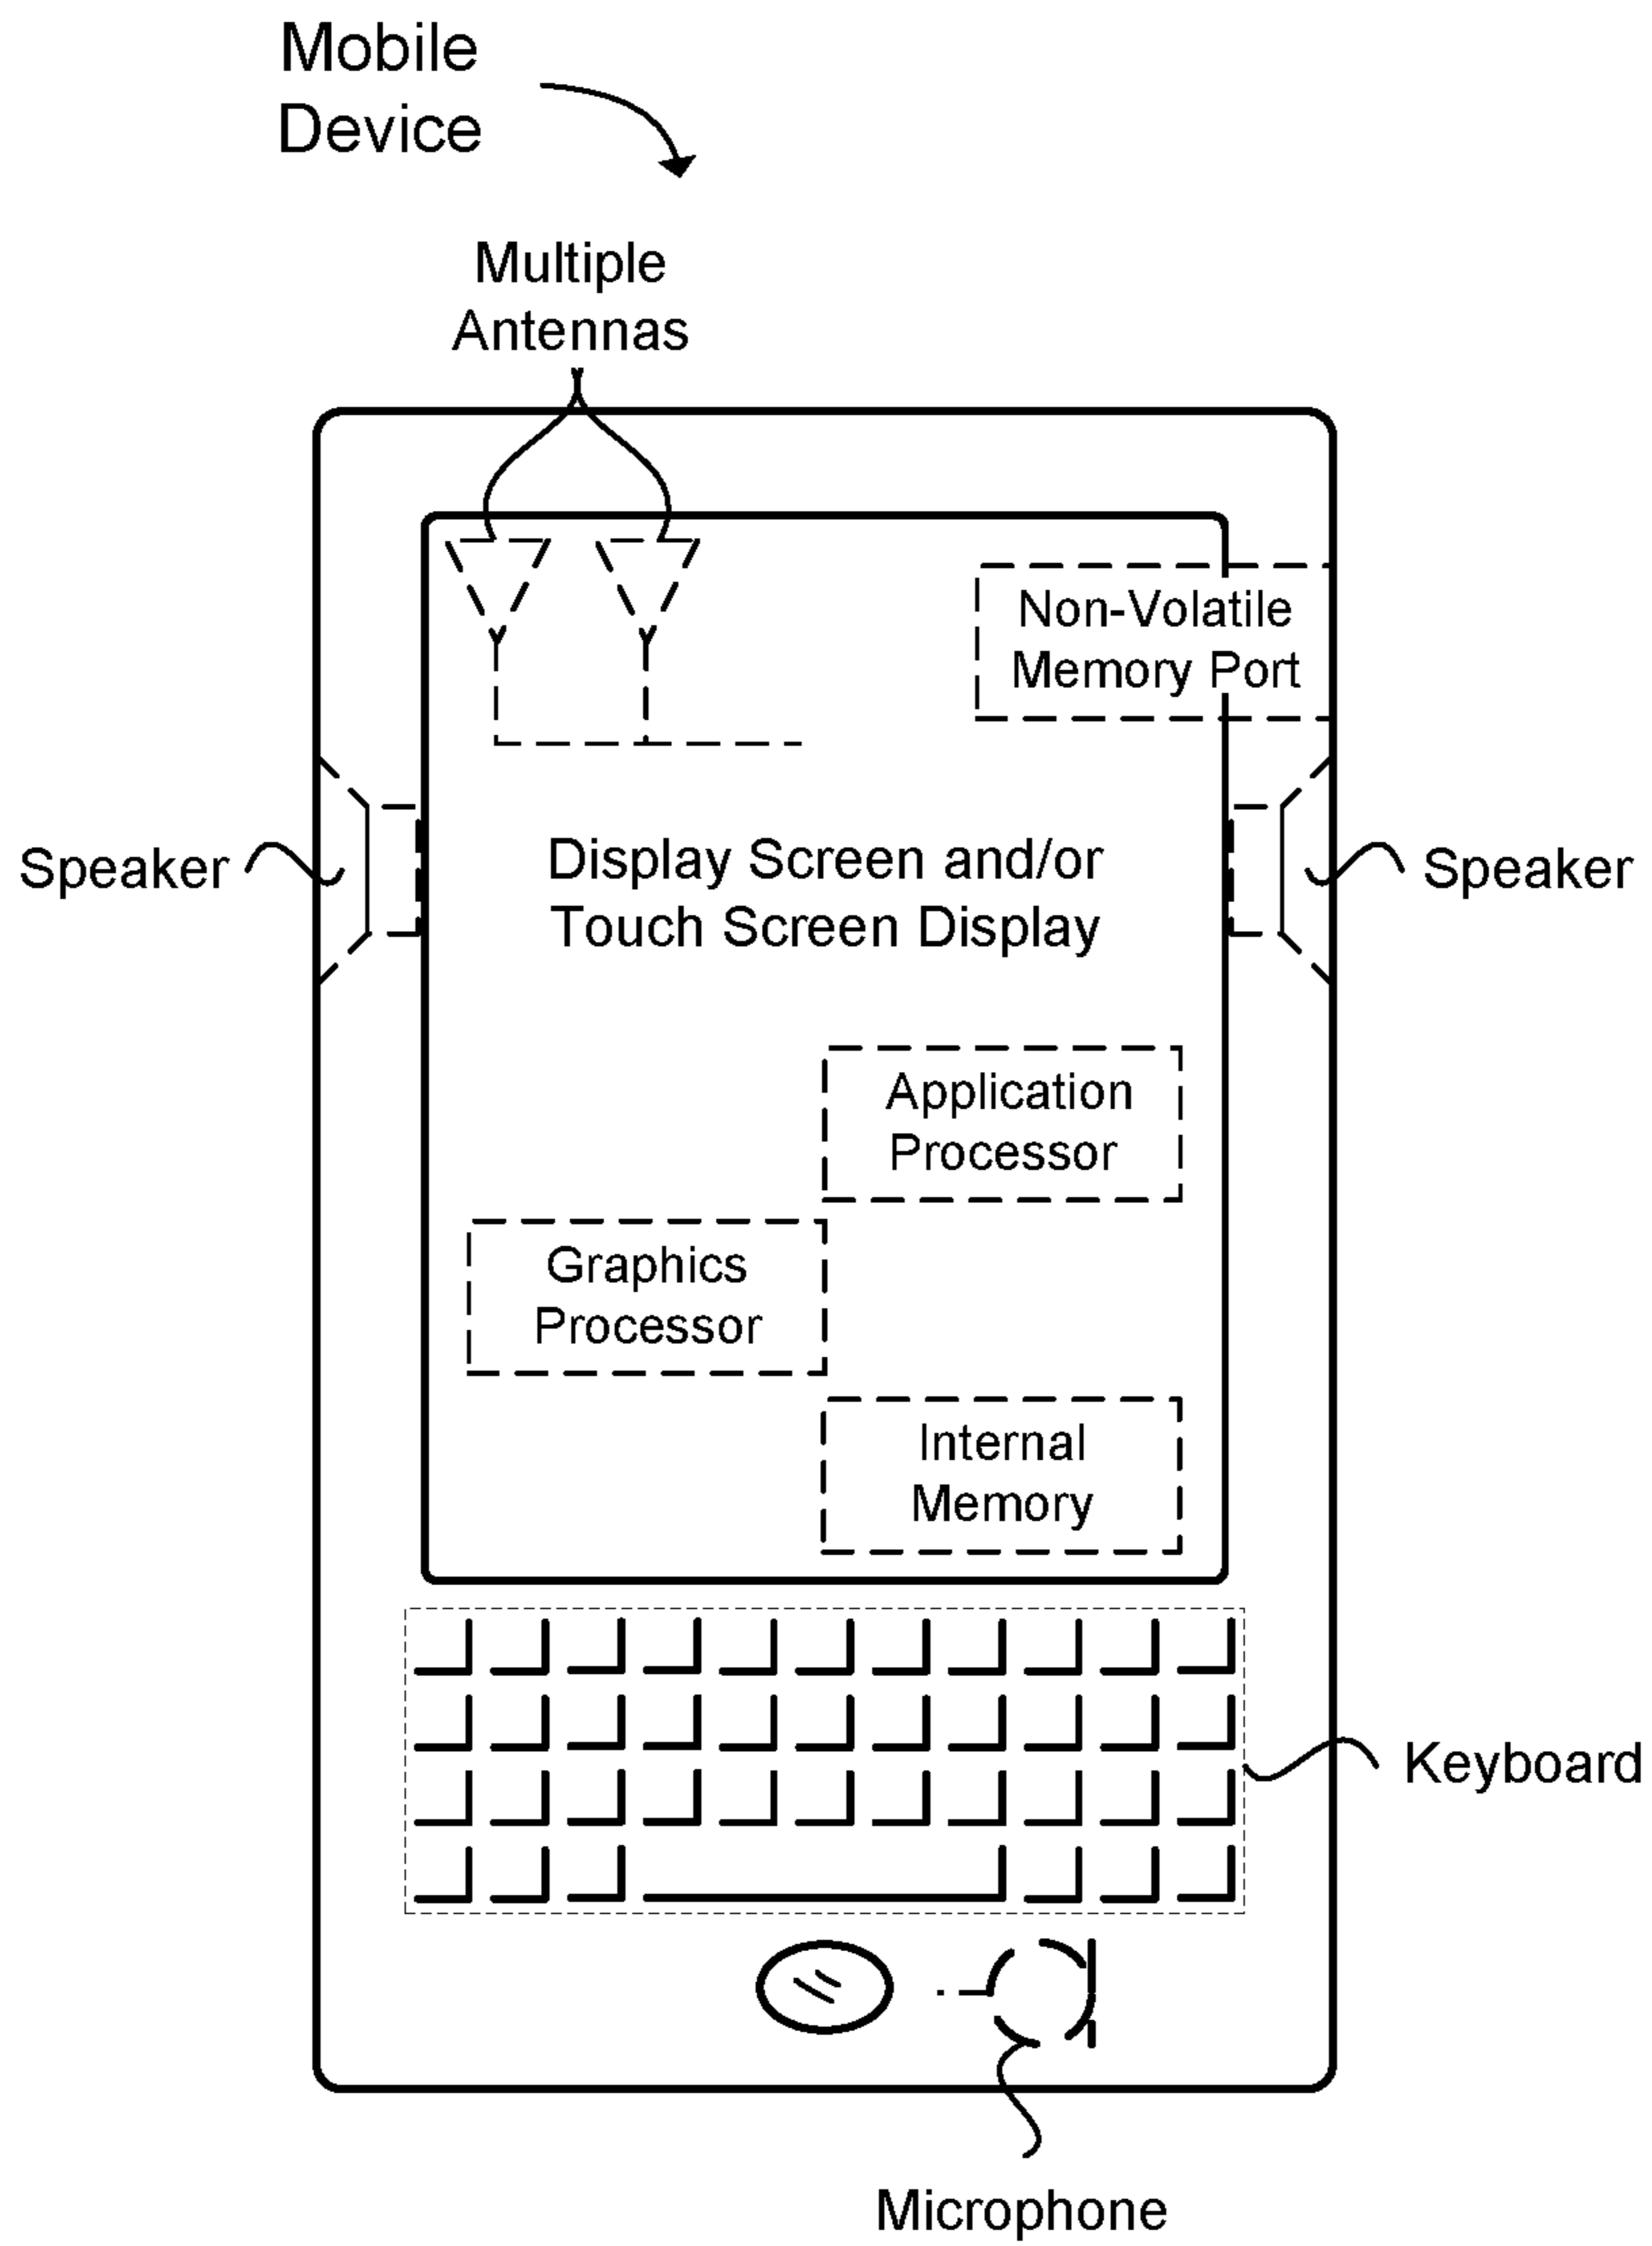 Mobile
Device
Multiple
Antennas
Non-Volatile
Memory Port
Speaker
Display Screen and/or
Touch Screen Display
Speaker
Application
Processor
Graphics
Processor
Internal
Memory
Keyboard
Microphone